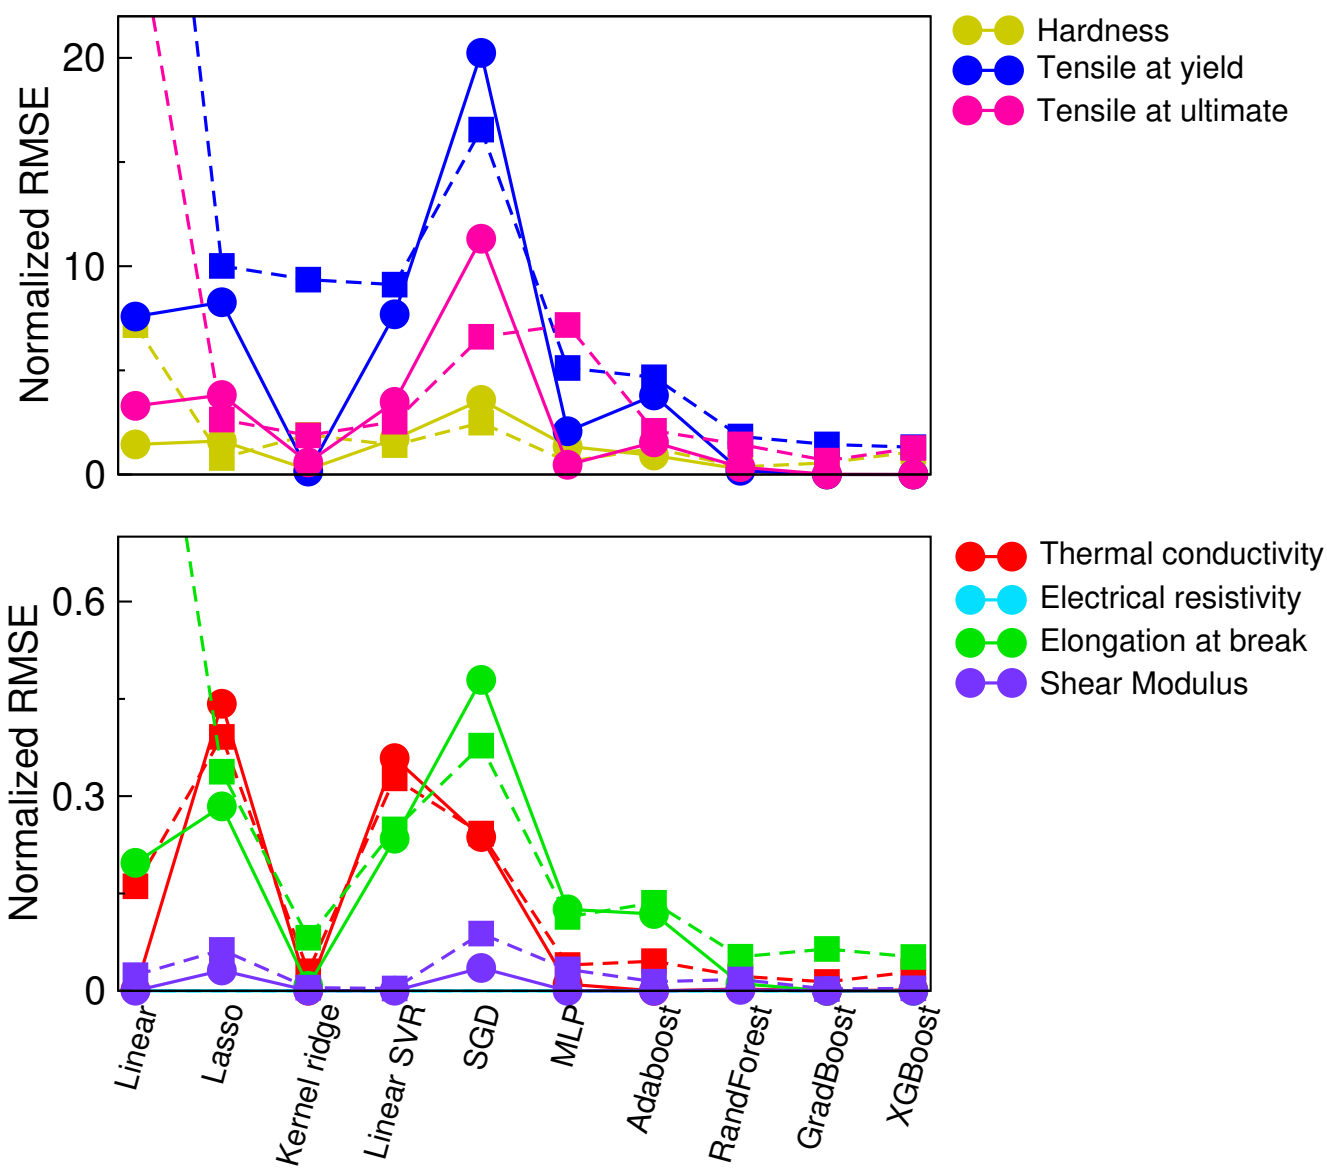 Normalized RMSE
20
10
0
Hardness
Tensile at yield
Tensile at ultimate
Normalized RMSE
0.6
0.3
0
Thermal conductivity
Electrical resistivity
Elongation at break
Shear Modulus
Linear
Lasso
Kernel ridge
Linear SVR
SGD
MLP
Adaboost
RandForest
GradBoost
XGBoost